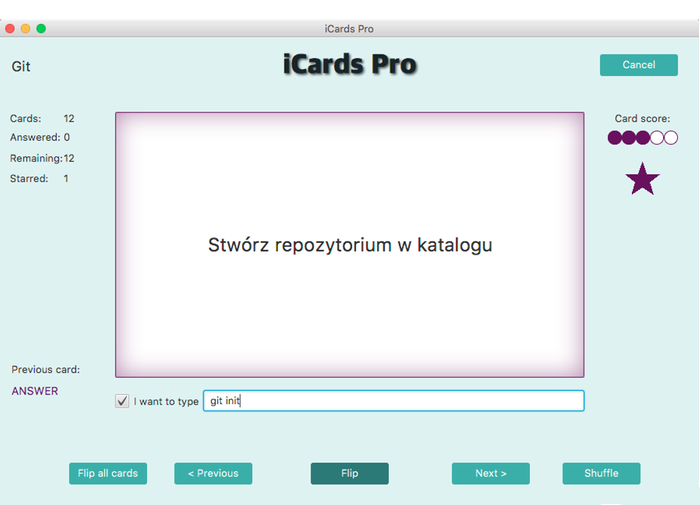 iCards Pro
Git
iCards Pro
Cancel
Cards: 12
Answered: 0
Remaining:12
Starred: 1
Card score:
Stwórz repozytorium w katalogu
Previous card:
ANSWER
I want to type
git init
Flip all cards
< Previous
Flip
Next >
Shuffle